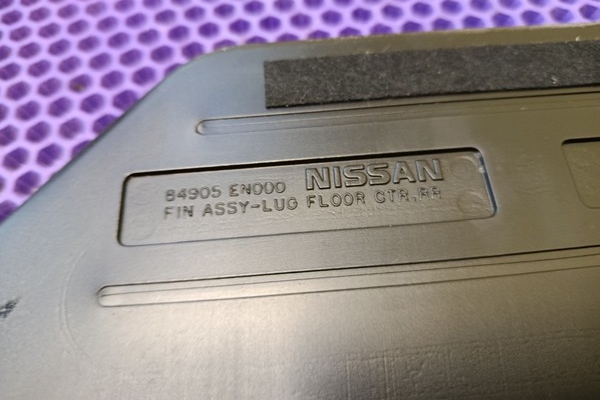 84905 EN000 NISSAN
FIN ASSY-LUG FLOOR CTR,RR